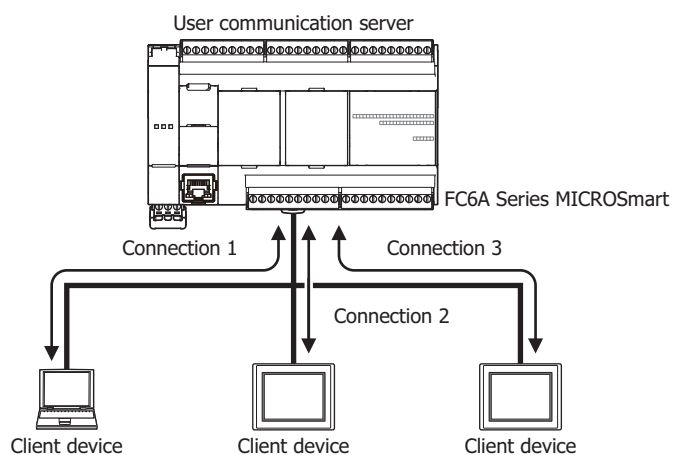 User communication server
FC6A Series MICROSmart
Connection 1
Connection 3
Connection 2
Client device
Client device
Client device